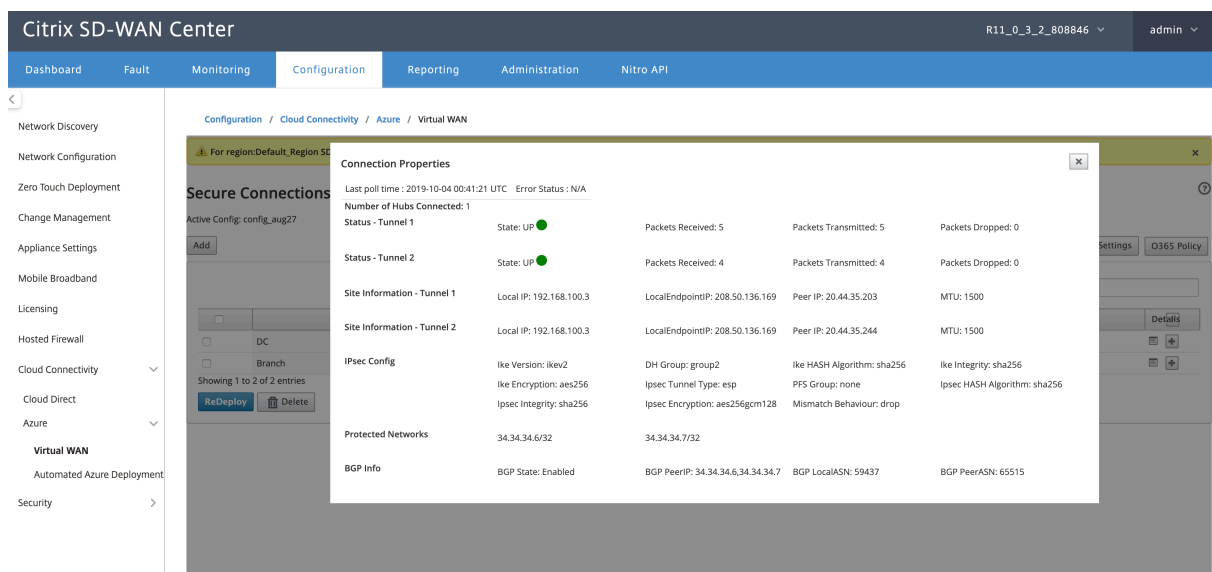 Citrix SD-WAN Center
R11_0_3_2_808846
admin
Dashboard Fault Monitoring Configuration Reporting Administration Nitro API
Network Discovery
Network Configuration
Zero Touch Deployment
Change Management
Appliance Settings
Mobile Broadband
Licensing
Hosted Firewall
Cloud Connectivity
Cloud Direct
Azure
Virtual WAN
Automated Azure Deployment
Security
Configuration / Cloud Connectivity / Azure / Virtual WAN
For region:Default_Region SD
Secure Connections
Active Config: config_aug27
Add
Settings O365 Policy
Details
DC
Branch
Showing 1 to 2 of 2 entries
ReDeploy Delete
Connection Properties
Last poll time : 2019-10-04 00:41:21 UTC Error Status : N/A
Number of Hubs Connected: 1
Status - Tunnel 1 State: UP Packets Received: 5 Packets Transmitted: 5 Packets Dropped: 0
Status - Tunnel 2 State: UP Packets Received: 4 Packets Transmitted: 4 Packets Dropped: 0
Site Information - Tunnel 1 Local IP: 192.168.100.3 LocalEndpointIP: 208.50.136.169 Peer IP: 20.44.35.203 MTU: 1500
Site Information - Tunnel 2 Local IP: 192.168.100.3 LocalEndpointIP: 208.50.136.169 Peer IP: 20.44.35.244 MTU: 1500
IPsec Config Ike Version: ikev2 DH Group: group2 Ike HASH Algorithm: sha256 Ike Integrity: sha256
Ike Encryption: aes256 Ipsec Tunnel Type: esp PFS Group: none Ipsec HASH Algorithm: sha256
Ipsec Integrity: sha256 Ipsec Encryption: aes256gcm128 Mismatch Behaviour: drop
Protected Networks 34.34.34.6/32 34.34.34.7/32
BGP Info BGP State: Enabled BGP PeerIP: 34.34.34.6,34.34.34.7 BGP LocalASN: 59437 BGP PeerASN: 65515